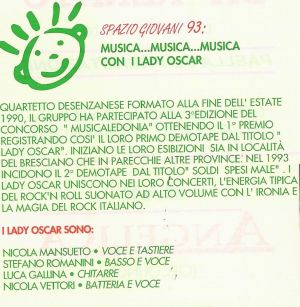 SPAZIO GIOVANI 93:
MUSICA...MUSICA...MUSICA
CON I LADY OSCAR
QUARTETTO DESENZANESE FORMATO ALLA FINE DELL' ESTATE
1990, IL GRUPPO HA PARTECIPATO ALLA 3°EDIZIONE DEL
CONCORSO " MUSICALEDONIA" OTTENENDO IL 1° PREMIO
REGISTRANDO COSI' IL LORO PRIMO DEMOTAPE DAL TITOLO "
LADY OSCAR". INIZIANO LE LORO ESIBIZIONI SIA IN LOCALITÀ
DEL BRESCIANO CHE IN PARECCHIE ALTRE PROVINCE. NEL 1993
INCIDONO IL 2° DEMOTAPE DAL TITOLO" SOLDI SPESI MALE" . I
LADY OSCAR UNISCONO NEI LORO CONCERTI, L'ENERGIA TIPICA
DEL ROCK'N ROLL SUONATO AD ALTO VOLUME CON L' IRONIA E
LA MAGIA DEL ROCK ITALIANO.
I LADY OSCAR SONO:
NICOLA MANSUETO • VOCE E TASTIERE
STEFANO ROMANINI • BASSO E VOCE
LUCA GALLINA • CHITARRE
NICOLA VETTORI • BATTERIA E VOCE